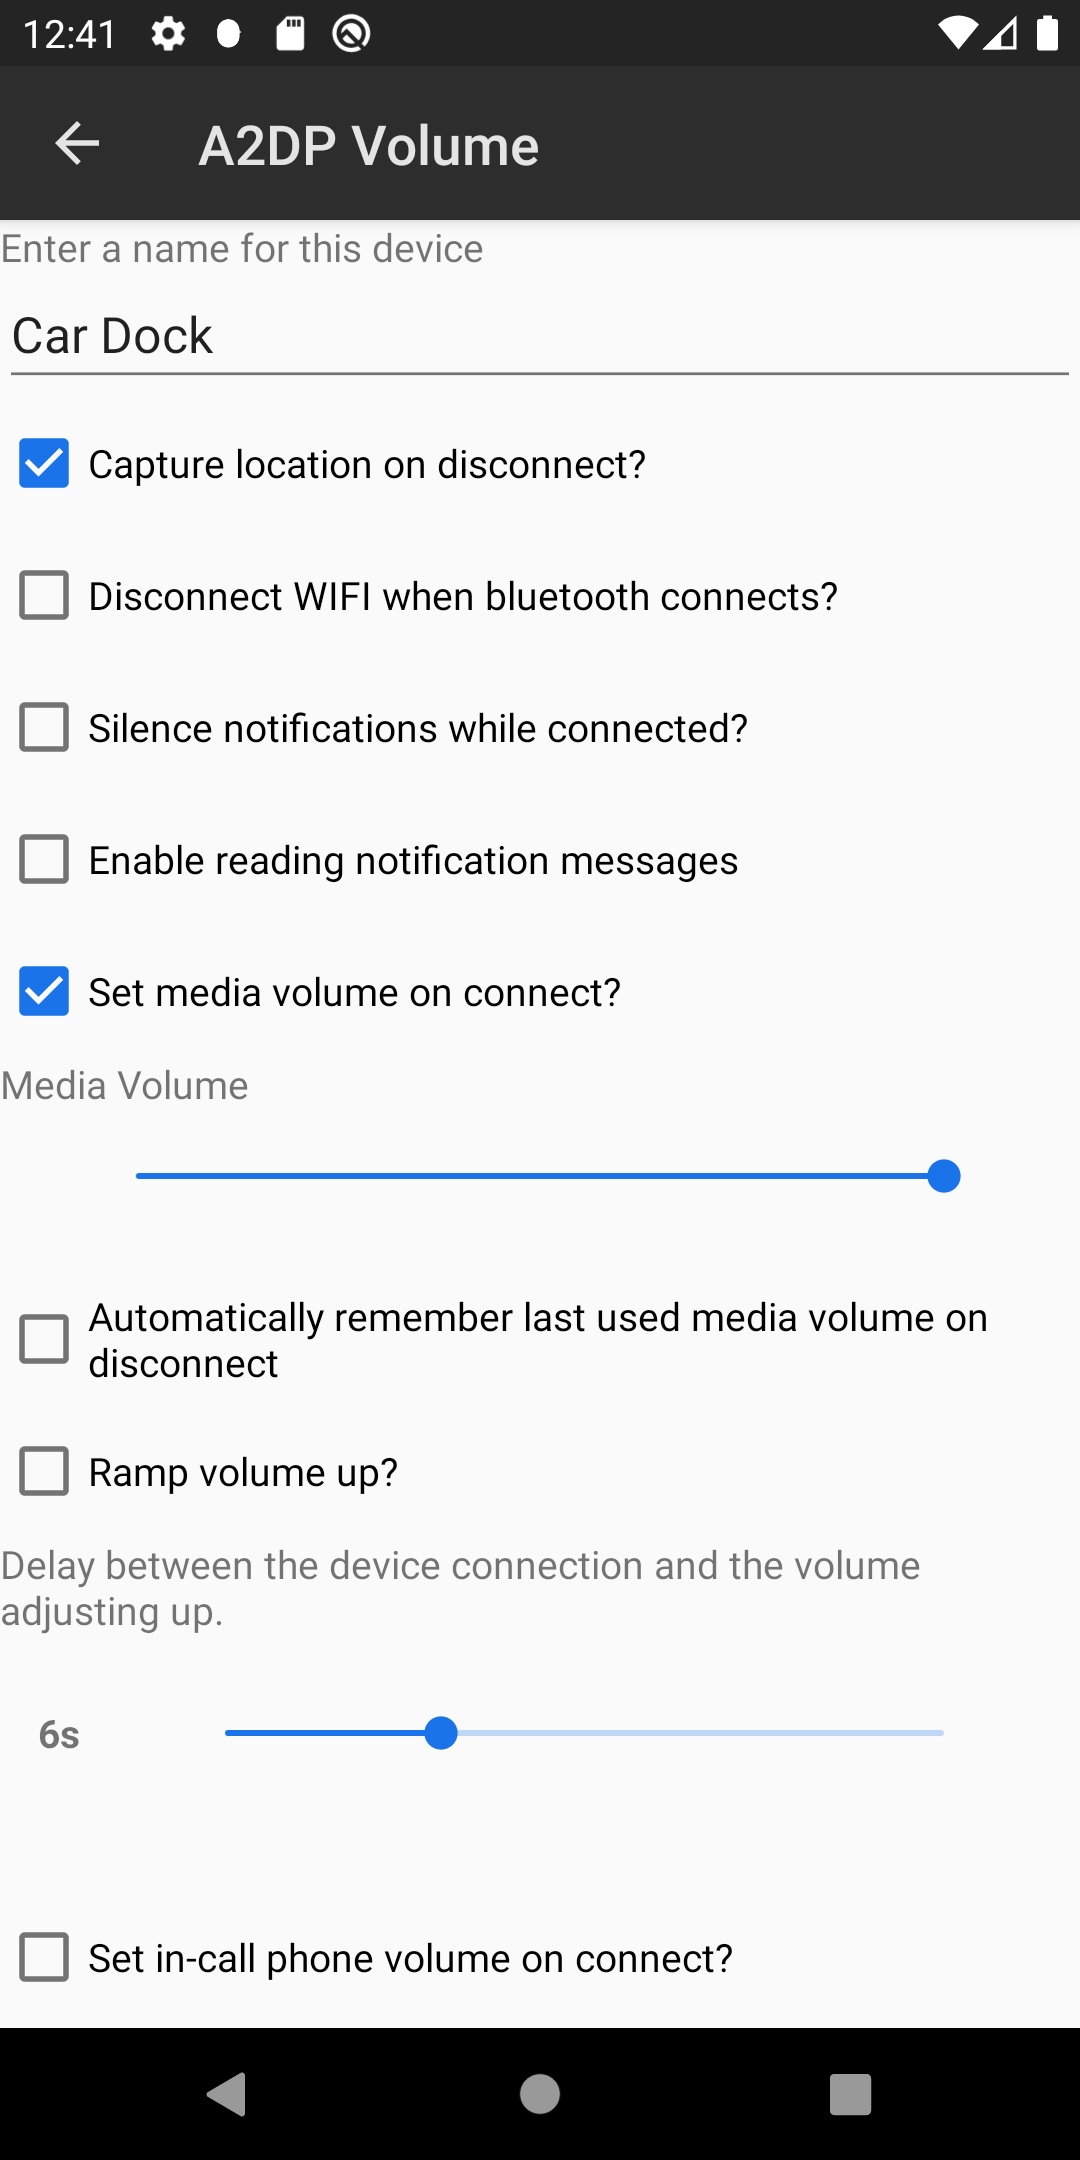 12:41
A2DP Volume
Enter a name for this device
Car Dock
Capture location on disconnect?
Disconnect WIFI when bluetooth connects?
Silence notifications while connected?
Enable reading notification messages
Set media volume on connect?
Media Volume
Automatically remember last used media volume on
disconnect
Ramp volume up?
Delay between the device connection and the volume
adjusting up.
6s
Set in-call phone volume on connect?